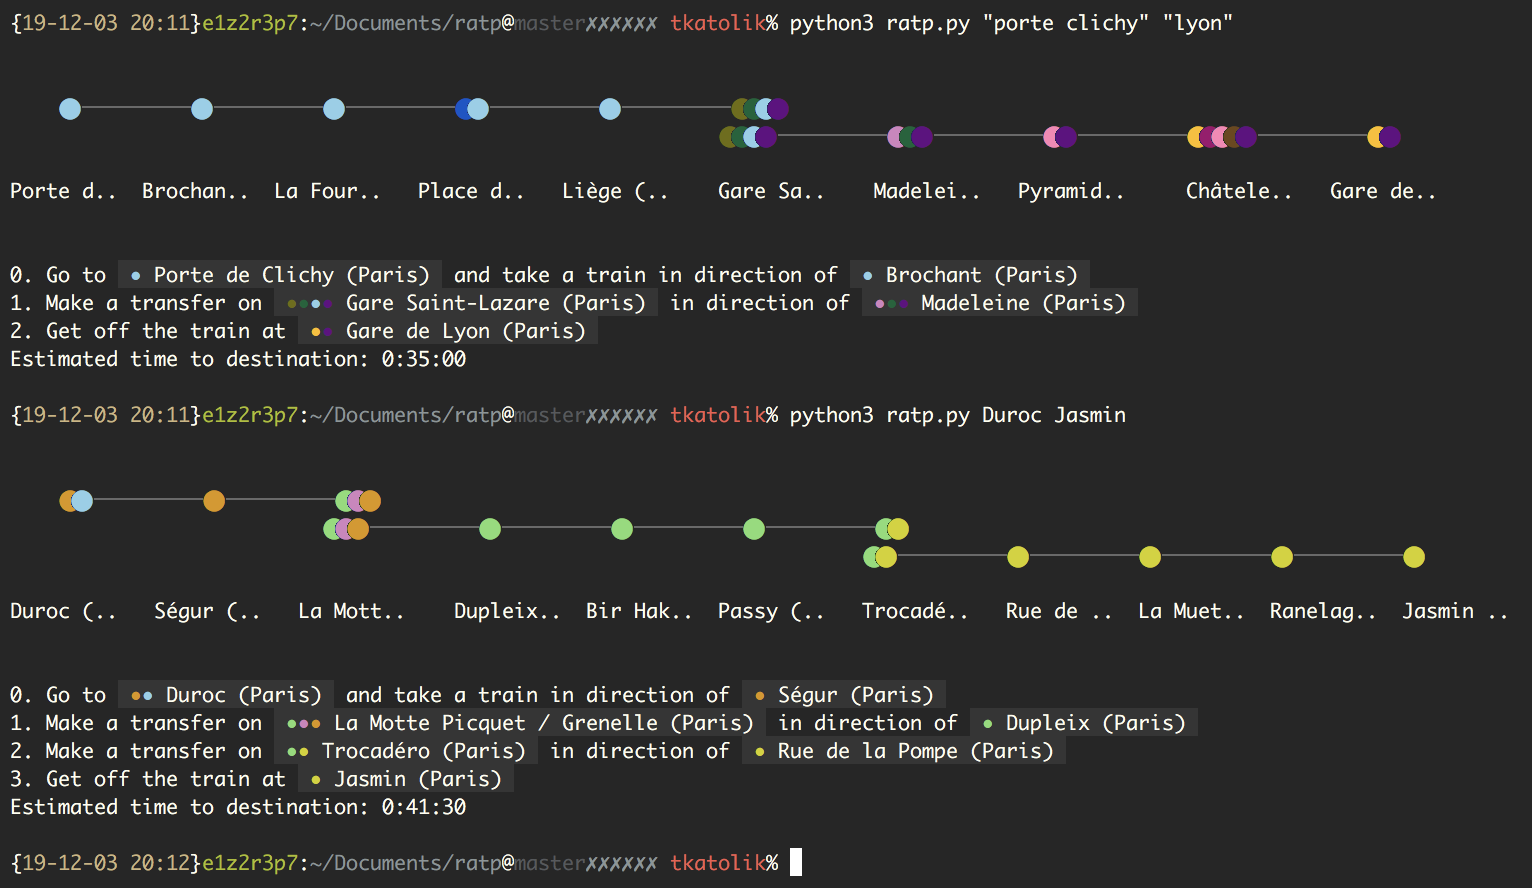 {19-12-03 20:11}e1z2r3p7:~/Documents/ratp@master✗✗✗✗✗✗ tkatolik% python3 ratp.py "porte clichy" "lyon"
Porte d.. Brochan.. La Four.. Place d.. Liège (.. Gare Sa.. Madelei.. Pyramid.. Châtele.. Gare de..
0. Go to Porte de Clichy (Paris) and take a train in direction of Brochant (Paris)
1. Make a transfer on Gare Saint-Lazare (Paris) in direction of Madeleine (Paris)
2. Get off the train at Gare de Lyon (Paris)
Estimated time to destination: 0:35:00
{19-12-03 20:11}e1z2r3p7:~/Documents/ratp@master✗✗✗✗✗✗ tkatolik% python3 ratp.py Duroc Jasmin
Duroc (.. Ségur (.. La Mott.. Dupleix.. Bir Hak.. Passy (.. Trocadé.. Rue de .. La Muet.. Ranelag.. Jasmin ..
0. Go to Duroc (Paris) and take a train in direction of Ségur (Paris)
1. Make a transfer on La Motte Picquet / Grenelle (Paris) in direction of Dupleix (Paris)
2. Make a transfer on Trocadéro (Paris) in direction of Rue de la Pompe (Paris)
3. Get off the train at Jasmin (Paris)
Estimated time to destination: 0:41:30
{19-12-03 20:12}e1z2r3p7:~/Documents/ratp@master✗✗✗✗✗✗ tkatolik%